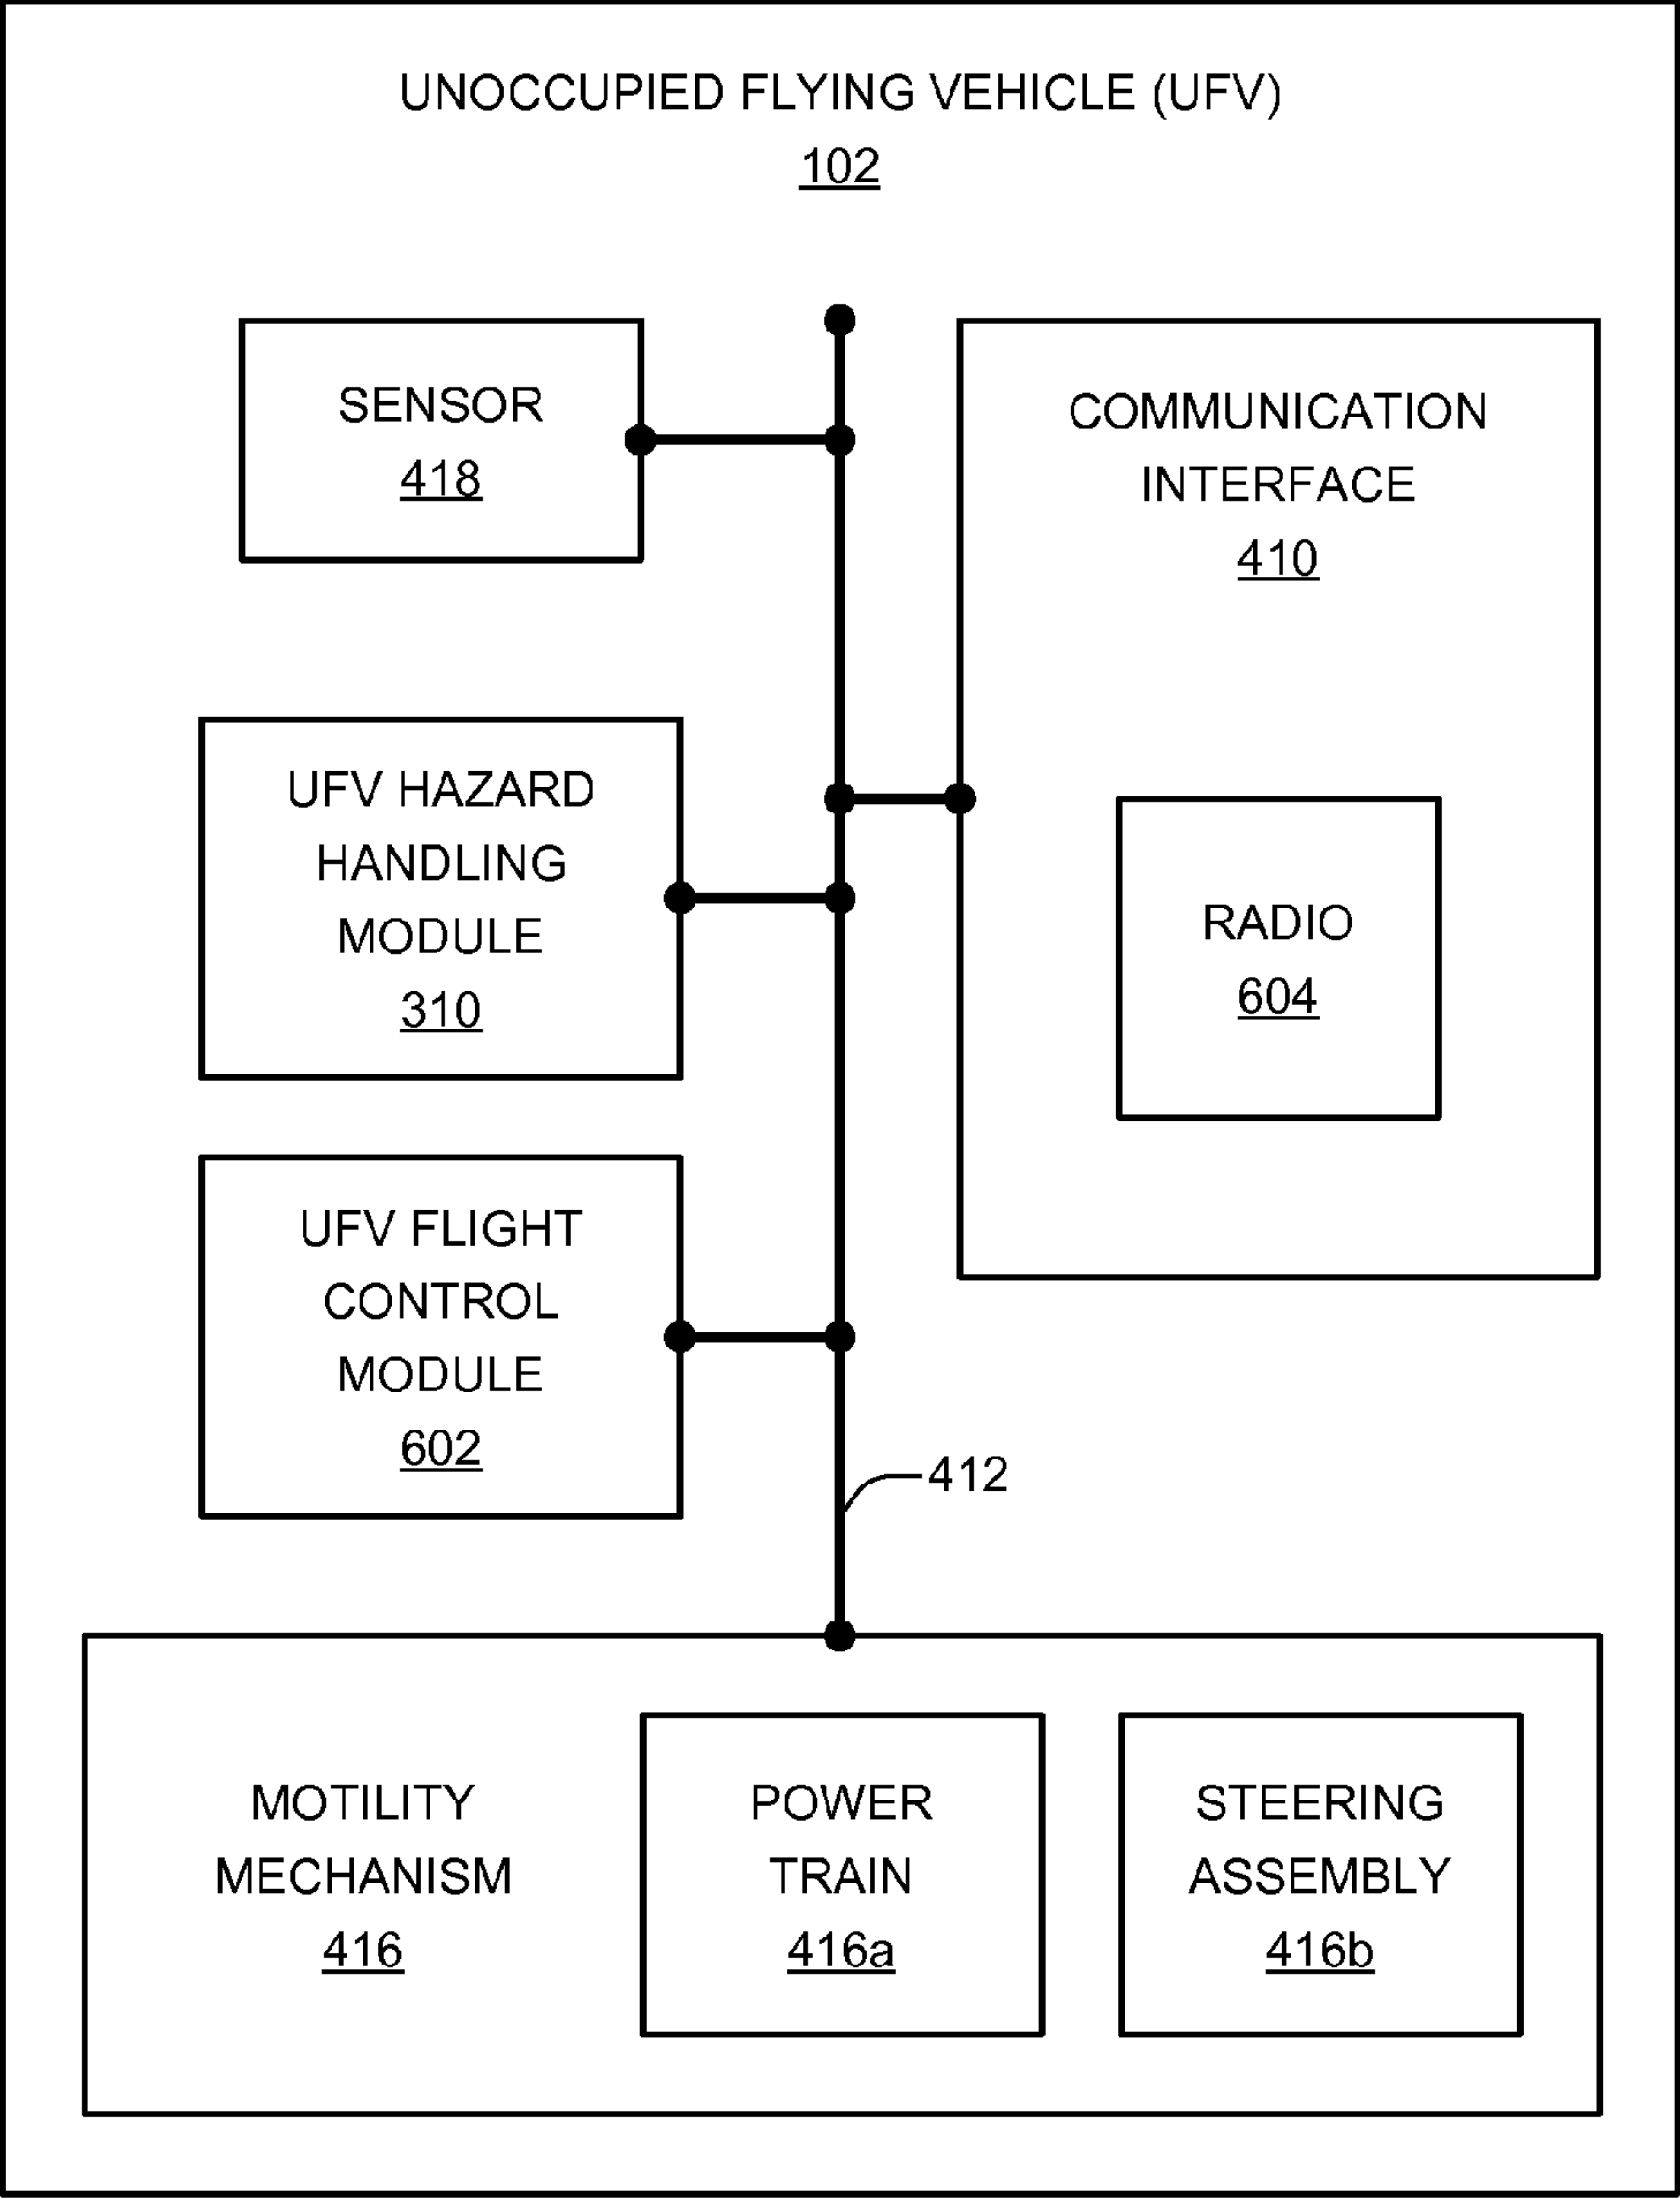 UNOCCUPIED FLYING VEHICLE (UFV)
102
SENSOR
418
COMMUNICATION
INTERFACE
410
UFV HAZARD
HANDLING
MODULE
310
RADIO
604
UFV FLIGHT
CONTROL
MODULE
602
412
MOTILITY
MECHANISM
416
POWER
TRAIN
416a
STEERING
ASSEMBLY
416b